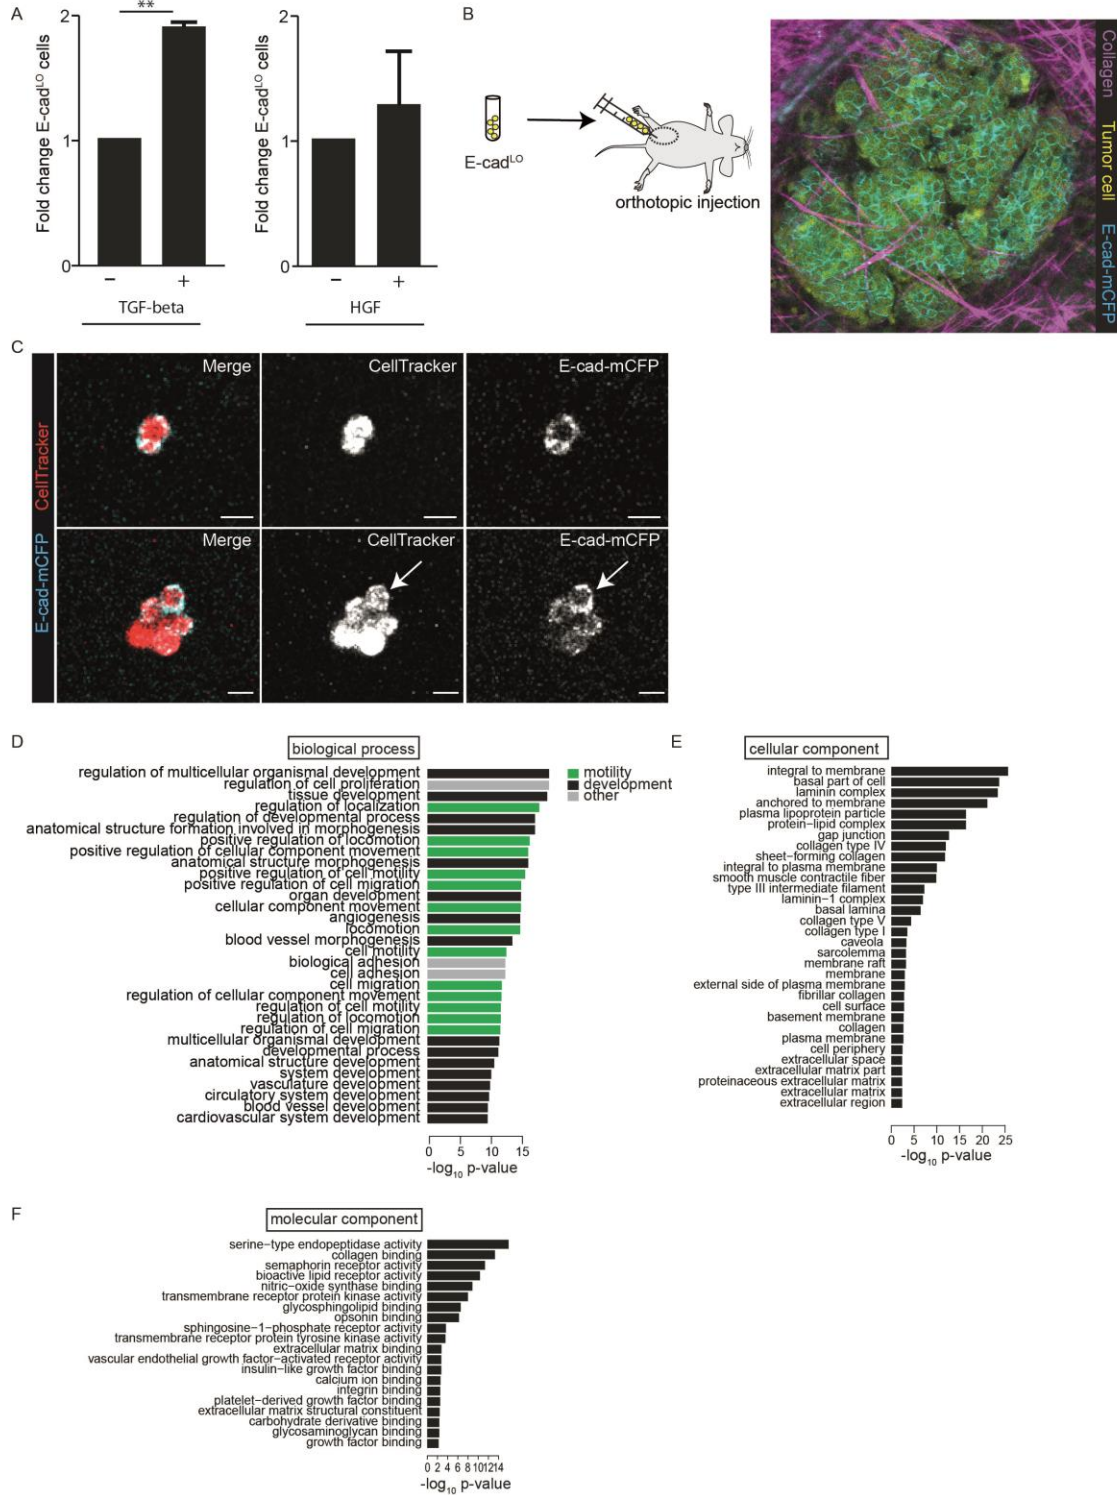 A
**
Fold change E-cadLO cells
2
1
0
− +
TGF-beta
Fold change E-cadLO cells
2
1
0
− +
HGF
B
E-cadLO
orthotopic injection
Collagen Tumor cell E-cad-mCFP
C
E-cad-mCFP CellTracker
Merge CellTracker E-cad-mCFP
Merge CellTracker E-cad-mCFP
D
biological process
regulation of multicellular organismal development
regulation of cell proliferation
tissue development
regulation of localization
regulation of developmental process
anatomical structure formation involved in morphogenesis
positive regulation of locomotion
positive regulation of cellular component movement
anatomical structure morphogenesis
positive regulation of cell motility
positive regulation of cell migration
organ development
cellular component movement
angiogenesis
locomotion
blood vessel morphogenesis
cell motility
biological adhesion
cell adhesion
cell migration
regulation of cellular component movement
regulation of cell motility
regulation of locomotion
regulation of cell migration
multicellular organismal development
developmental process
anatomical structure development
system development
vasculature development
circulatory system development
blood vessel development
cardiovascular system development
motility
development
other
0 5 10 15
-log10 p-value
E
cellular component
integral to membrane
basal part of cell
laminin complex
anchored to membrane
plasma lipoprotein particle
protein−lipid complex
gap junction
collagen type IV
sheet−forming collagen
integral to plasma membrane
smooth muscle contractile fiber
type III intermediate filament
laminin−1 complex
basal lamina
collagen type V
collagen type I
caveola
sarcolemma
membrane raft
membrane
external side of plasma membrane
fibrillar collagen
cell surface
basement membrane
collagen
plasma membrane
cell periphery
extracellular space
extracellular matrix part
proteinaceous extracellular matrix
extracellular matrix
extracellular region
0 5 10 15 20 25
-log10 p-value
F
molecular component
serine−type endopeptidase activity
collagen binding
semaphorin receptor activity
bioactive lipid receptor activity
nitric−oxide synthase binding
transmembrane receptor protein kinase activity
glycosphingolipid binding
opsonin binding
sphingosine−1−phosphate receptor activity
transmembrane receptor protein tyrosine kinase activity
extracellular matrix binding
vascular endothelial growth factor−activated receptor activity
insulin−like growth factor binding
calcium ion binding
integrin binding
platelet−derived growth factor binding
extracellular matrix structural constituent
carbohydrate derivative binding
glycosaminoglycan binding
growth factor binding
0 2 4 6 8 10 12 14
-log10 p-value